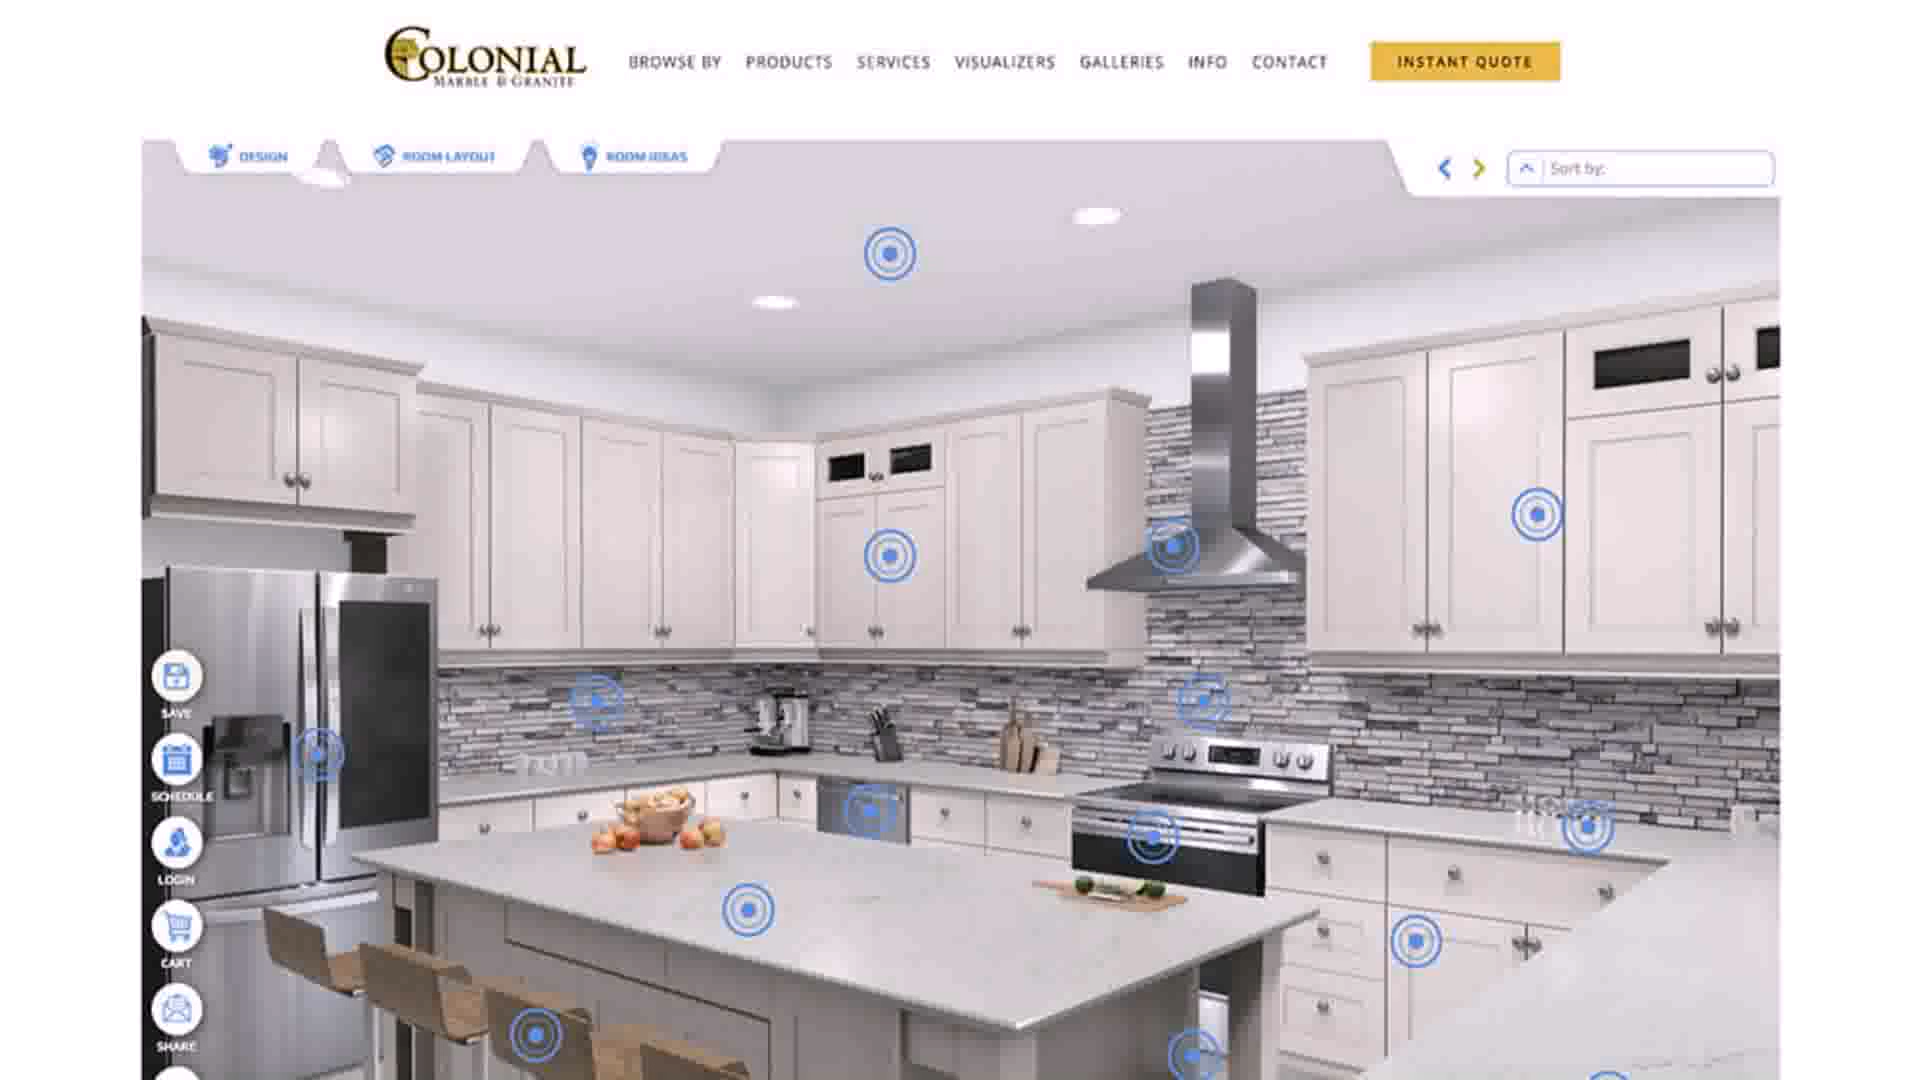 COLONIAL
MARBLE & GRANITE
BROWSE BY PRODUCTS SERVICES VISUALIZERS GALLERIES INFO CONTACT
INSTANT QUOTE
DESIGN ROOM LAYOUT ROOM IDEAS
Sort by:
SAVE
SCHEDULE
LOGIN
CART
SHARE